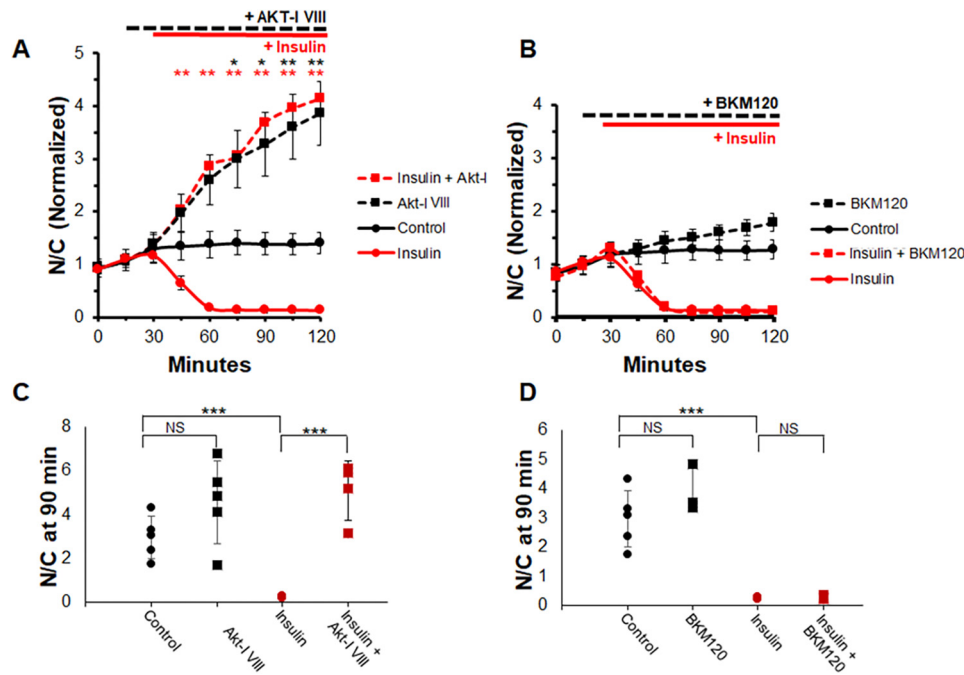 A
+ AKT-I VIII
+ Insulin
* * ** **
** ** ** ** ** **
N/C (Normalized)
5
4
3
2
1
0
0 30 60 90 120
Minutes
Insulin + Akt-I
Akt-I VIII
Control
Insulin
B
+ BKM120
+ Insulin
N/C (Normalized)
4
3
2
1
0
0 30 60 90 120
Minutes
BKM120
Control
Insulin + BKM120
Insulin
C
***
NS
***
N/C at 90 min
8
6
4
2
0
Control
Akt-I VIII
Insulin
Insulin +
Akt-I VIII
D
***
NS
NS
N/C at 90 min
6
5
4
3
2
1
0
Control
BKM120
Insulin
Insulin +
BKM120